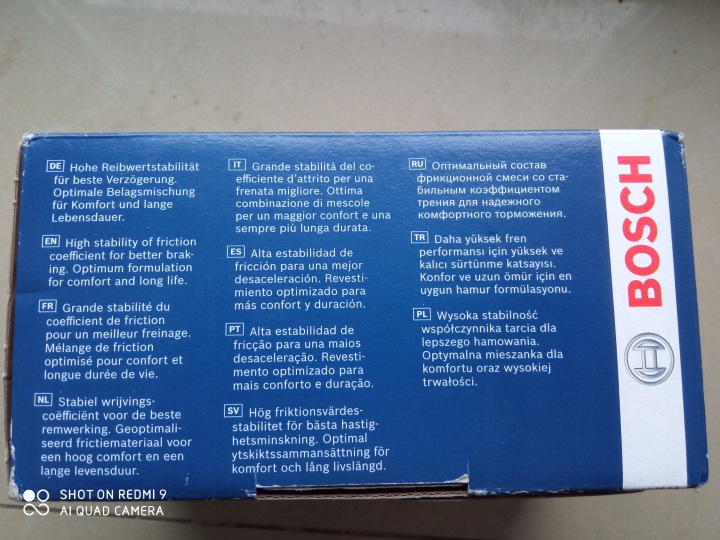 DE Hohe Reibwertstabilität
für beste Verzögerung.
Optimale Belagsmischung
für Komfort und lange
Lebensdauer.
EN High stability of friction
coefficient for better brak-
ing. Optimum formulation
for comfort and long life.
FR Grande stabilité du
coefficient de friction
pour un meilleur freinage.
Mélange de friction
optimisé pour confort et
longue durée de vie.
NL Stabiel wrijvings-
coëfficiënt voor de beste
remwerking. Geoptimali-
seerd frictiemateriaal voor
een hoog comfort en een
lange levensduur.
IT Grande stabilità del co-
efficiente d'attrito per una
frenata migliore. Ottima
combinazione di mescole
per un maggior confort e una
sempre più lunga durata.
ES Alta estabilidad de
fricción para una mejor
desaceleración. Revesti-
miento optimizado para
más confort y duración.
PT Alta estabilidad de
fricção para una maios
desaceleração. Revesti-
mento optimizado para
mais conforto e duração.
SV Hög friktionsvärdes-
stabilitet för bästa hastig-
hetsminskning. Optimal
ytskiktssammansättning för
komfort och lång livslängd.
RU Оптимальный состав
фрикционной смеси со ста-
бильным коэффициентом
трения для надежного
комфортного торможения.
TR Daha yüksek fren
performansı için yüksek ve
kalıcı sürtünme katsayısı.
Konfor ve uzun ömür için en
uygun hamur formülasyonu.
PL Wysoka stabilność
współczynnika tarcia dla
lepszego hamowania.
Optymalna mieszanka dla
komfortu oraz wysokiej
trwałości.
BOSCH
SHOT ON REDMI 9
AI QUAD CAMERA